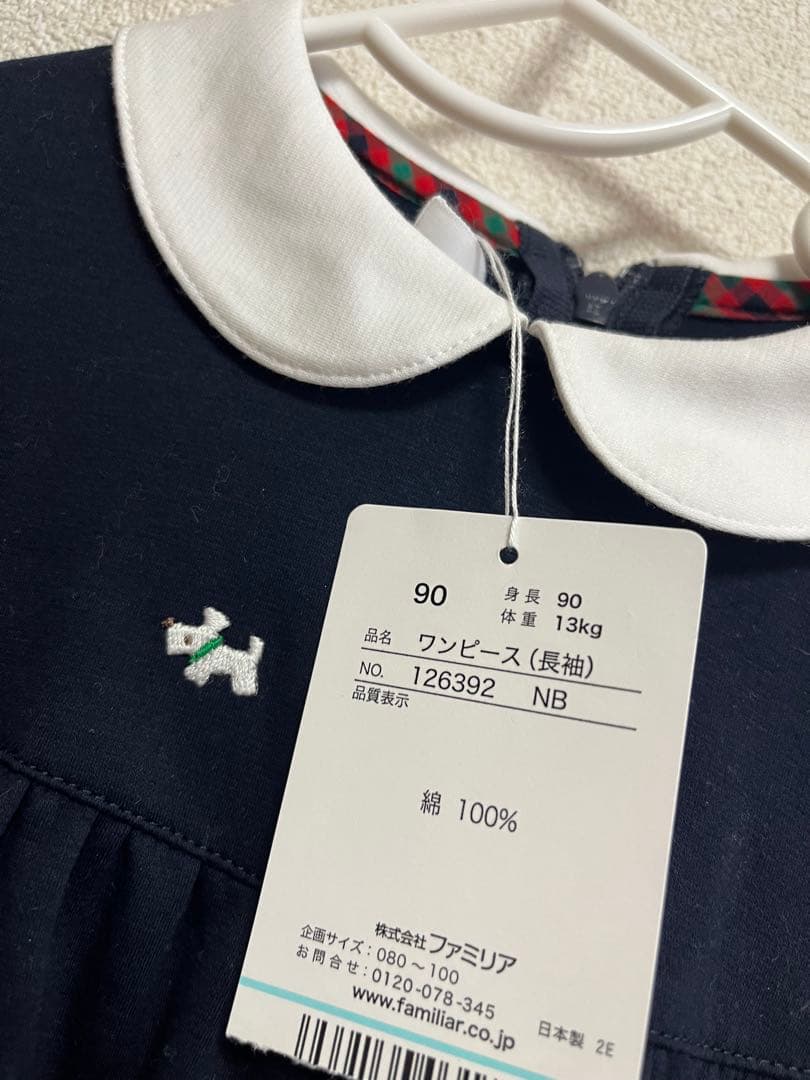 90 身長 90
体重 13kg
品名 ワンピース(長袖)
NO. 126392 NB
品質表示
綿 100%
株式会社ファミリア
企画サイズ:080〜100
お問合せ:0120-078-345
www.familiar.co.jp
日本製 2E